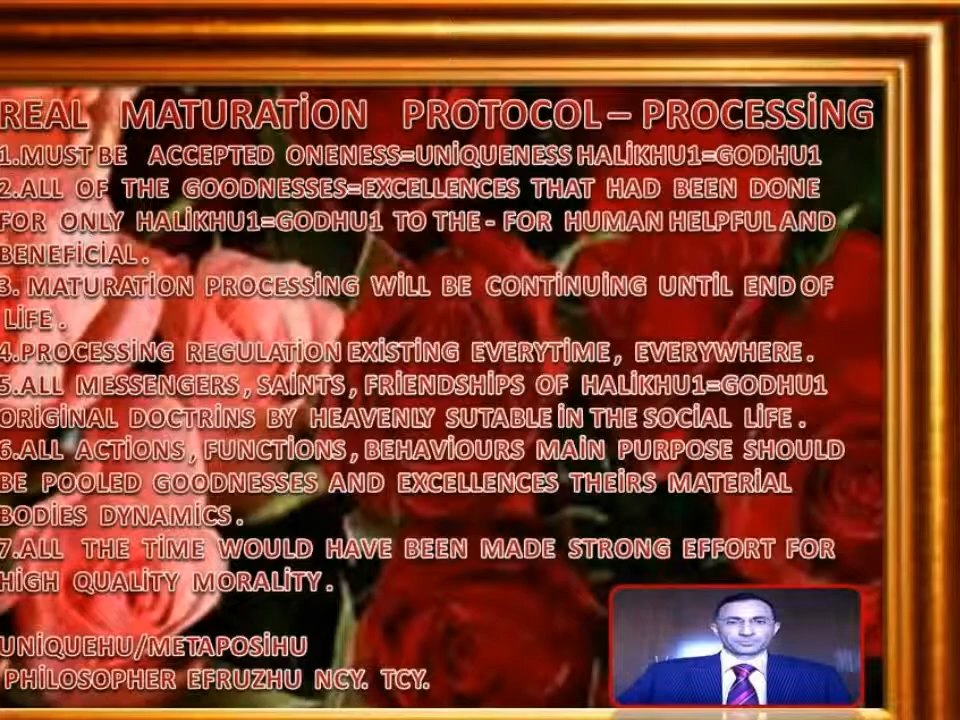 REAL MATURATİON PROTOCOL – PROCESSİNG
1.MUST BE ACCEPTED ONENESS=UNİQUENESS HALİKHU1=GODHU1
2.ALL OF THE GOODNESSES=EXCELLENCES THAT HAD BEEN DONE
FOR ONLY HALİKHU1=GODHU1 TO THE - FOR HUMAN HELPFUL AND
BENEFİCİAL .
3. MATURATİON PROCESSİNG WİLL BE CONTİNUİNG UNTİL END OF
LİFE .
4.PROCESSİNG REGULATİON EXİSTİNG EVERYTİME , EVERYWHERE .
5.ALL MESSENGERS , SAİNTS , FRİENDSHİPS OF HALİKHU1=GODHU1
ORİGİNAL DOCTRİNS BY HEAVENLY SUTABLE İN THE SOCİAL LİFE .
6.ALL ACTİONS , FUNCTİONS , BEHAVİOURS MAİN PURPOSE SHOULD
BE POOLED GOODNESSES AND EXCELLENCES THEİRS MATERİAL
BODİES DYNAMİCS .
7.ALL THE TİME WOULD HAVE BEEN MADE STRONG EFFORT FOR
HİGH QUALİTY MORALİTY .
UNİQUEHU/METAPOSİHU
PHİLOSOPHER EFRUZHU NCY. TCY.